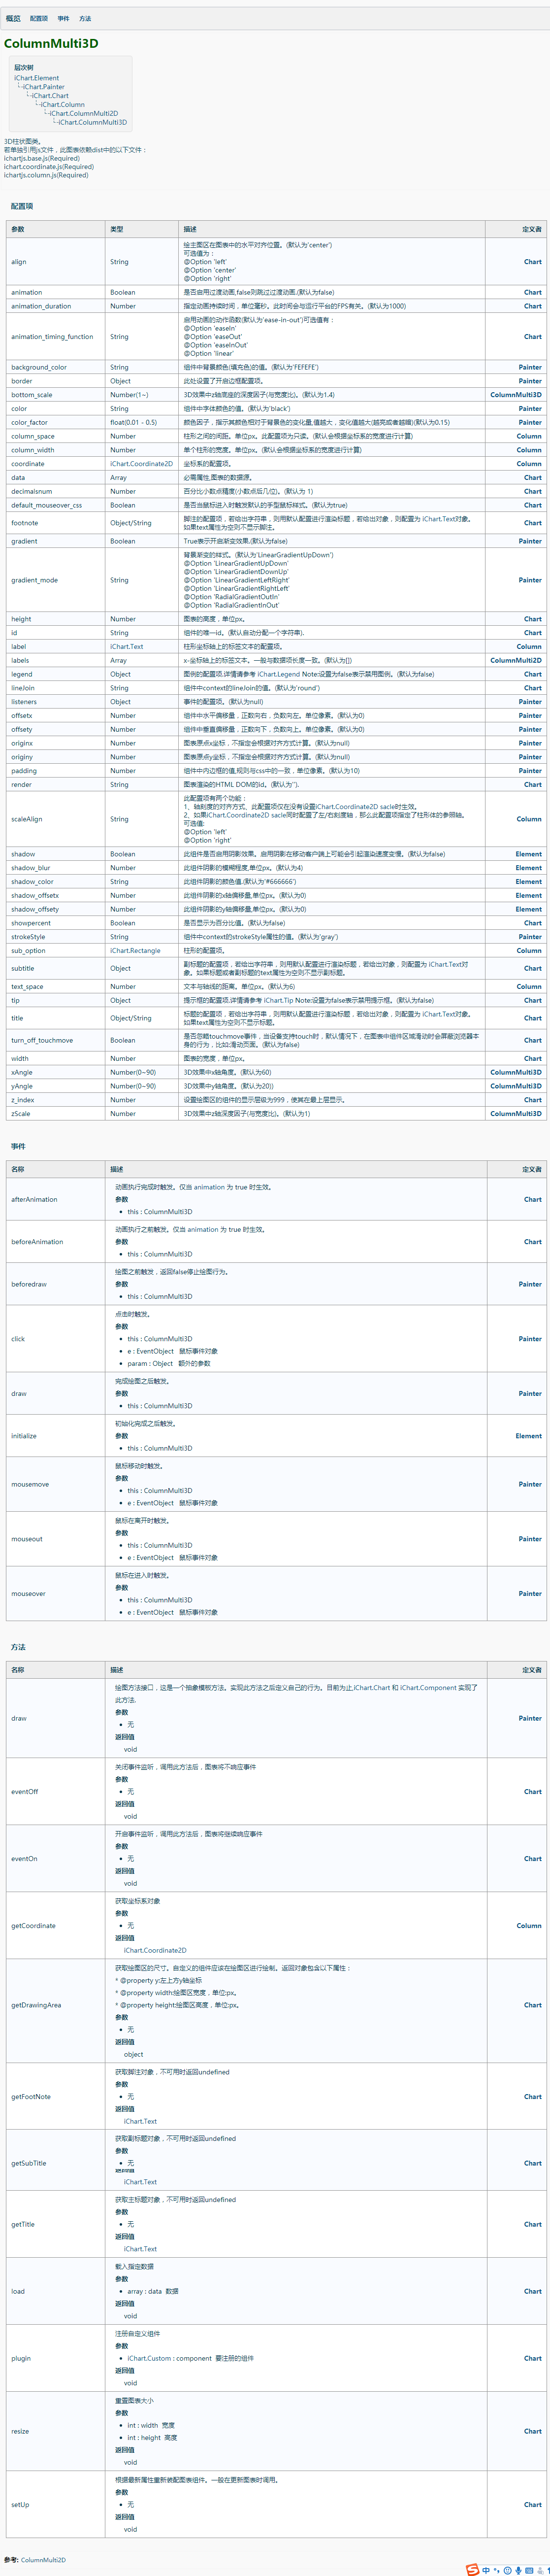 概览 配置项 事件 方法
ColumnMulti3D
层次树
iChart.Element
iChart.Painter
iChart.Chart
iChart.Column
iChart.ColumnMulti2D
iChart.ColumnMulti3D
3D柱状图类。
若单独引用js文件，此图表依赖dist中的以下文件：
ichartjs.base.js(Required)
ichart.coordinate.js(Required)
ichartjs.column.js(Required)
配置项
参数 类型 描述 定义者
align String 绘主图区在图表中的水平对齐位置。(默认为'center') Chart
可选值为：
@Option 'left'
@Option 'center'
@Option 'right'
animation Boolean 是否启用过渡动画,false则跳过过渡动画.(默认为false) Chart
animation_duration Number 指定动画持续时间，单位毫秒。此时间会与运行平台的FPS有关。(默认为1000) Chart
animation_timing_function String 启用动画的动作函数(默认为'ease-in-out')可选值有： Chart
@Option 'easeIn'
@Option 'easeOut'
@Option 'easeInOut'
@Option 'linear'
background_color String 组件中背景颜色(填充色)的值。(默认为'FEFEFE') Painter
border Object 此处设置了开启边框配置项。 Painter
bottom_scale Number(1~) 3D效果中z轴底座的深度因子(与宽度比)。(默认为1.4) ColumnMulti3D
color String 组件中字体颜色的值。(默认为'black') Painter
color_factor float(0.01 - 0.5) 颜色因子，指示其颜色相对于背景色的变化量,值越大，变化值越大(越亮或者越暗)(默认为0.15) Painter
column_space Number 柱形之间的间距。单位px。此配置项为只读。(默认会根据坐标系的宽度进行计算) Column
column_width Number 单个柱形的宽度。单位px。(默认会根据坐标系的宽度进行计算) Column
coordinate iChart.Coordinate2D 坐标系的配置项。 Column
data Array 必需属性,图表的数据源。 Chart
decimalsnum Number 百分比小数点精度(小数点后几位)。(默认为 1) Chart
default_mouseover_css Boolean 是否当鼠标进入时触发默认的手型鼠标样式。(默认为true) Chart
footnote Object/String 脚注的配置项，若给出字符串，则用默认配置进行渲染标题，若给出对象，则配置为 iChart.Text对象。 Chart
如果text属性为空则不显示脚注。
gradient Boolean True表示开启渐变效果.(默认为false) Painter
gradient_mode String 背景渐变的样式。(默认为'LinearGradientUpDown') Painter
@Option 'LinearGradientUpDown'
@Option 'LinearGradientDownUp'
@Option 'LinearGradientLeftRight'
@Option 'LinearGradientRightLeft'
@Option 'RadialGradientOutIn'
@Option 'RadialGradientInOut'
height Number 图表的高度，单位px。 Chart
id String 组件的唯一id。(默认自动分配一个字符串). Chart
label iChart.Text 柱形坐标轴上的标签文本的配置项。 Column
labels Array x-坐标轴上的标签文本。一般与数据项长度一致。(默认为[]) ColumnMulti2D
legend Object 图例的配置项.详情请参考 iChart.Legend Note:设置为false表示禁用图例。(默认为false) Chart
lineJoin String 组件中context的lineJoin的值。(默认为'round') Chart
listeners Object 事件的配置项。(默认为null) Painter
offsetx Number 组件中水平偏移量，正数向右，负数向左。单位像素。(默认为0) Painter
offsety Number 组件中垂直偏移量，正数向下，负数向上。单位像素。(默认为0) Painter
originx Number 图表原点x坐标，不指定会根据对齐方式计算。(默认为null) Painter
originy Number 图表原点y坐标，不指定会根据对齐方式计算。(默认为null) Painter
padding Number 组件中内边框的值,规则与css中的一致，单位像素。(默认为10) Painter
render String 图表渲染的HTML DOM的id。(默认为''). Chart
scaleAlign String 此配置项有两个功能： Column
1、轴刻度的对齐方式、此配置项仅在没有设置iChart.Coordinate2D sacle时生效。
2、如果iChart.Coordinate2D sacle同时配置了左/右刻度轴，那么此配置项指定了柱形体的参照轴。
可选值:
@Option 'left'
@Option 'right'
shadow Boolean 此组件是否启用阴影效果。启用阴影在移动客户端上可能会引起渲染速度变慢。(默认为false) Element
shadow_blur Number 此组件阴影的模糊程度,单位px。(默认为4) Element
shadow_color String 此组件阴影的颜色值.(默认为'#666666') Element
shadow_offsetx Number 此组件阴影的x轴偏移量,单位px。(默认为0) Element
shadow_offsety Number 此组件阴影的y轴偏移量,单位px。(默认为0) Element
showpercent Boolean 是否显示为百分比值。(默认为false) Chart
strokeStyle String 组件中context的strokeStyle属性的值。(默认为'gray') Painter
sub_option iChart.Rectangle 柱形的配置项。 Column
subtitle Object 副标题的配置项，若给出字符串，则用默认配置进行渲染标题，若给出对象，则配置为 iChart.Text对 Chart
象。如果标题或者副标题的text属性为空则不显示副标题。
text_space Number 文本与轴线的距离。单位px。(默认为6) Column
tip Object 提示框的配置项.详情请参考 iChart.Tip Note:设置为false表示禁用提示框。(默认为false) Chart
title Object/String 标题的配置项，若给出字符串，则用默认配置进行渲染标题，若给出对象，则配置为 iChart.Text对象。 Chart
如果text属性为空则不显示标题。
turn_off_touchmove Boolean 是否忽略touchmove事件，当设备支持touch时，默认情况下，在图表中组件区域滑动时会屏蔽浏览器本 Chart
身的行为，比如:滑动页面。(默认为false)
width Number 图表的宽度，单位px。 Chart
xAngle Number(0~90) 3D效果中x轴角度。(默认为60) ColumnMulti3D
yAngle Number(0~90) 3D效果中y轴角度。(默认为20)) ColumnMulti3D
z_index Number 设置绘图区的组件的显示层级为999，使其在最上层显示。 Chart
zScale Number 3D效果中z轴深度因子(与宽度比)。(默认为1) ColumnMulti3D
事件
名称 描述 定义者
afterAnimation 动画执行完成时触发。仅当 animation 为 true 时生效。 Chart
参数
• this : ColumnMulti3D
beforeAnimation 动画执行之前触发。仅当 animation 为 true 时生效。 Chart
参数
• this : ColumnMulti3D
beforedraw 绘图之前触发，返回false停止绘图行为。 Painter
参数
• this : ColumnMulti3D
click 点击时触发。 Painter
参数
• this : ColumnMulti3D
• e : EventObject 鼠标事件对象
• param : Object 额外的参数
draw 完成绘图之后触发。 Painter
参数
• this : ColumnMulti3D
initialize 初始化完成之后触发。 Element
参数
• this : ColumnMulti3D
mousemove 鼠标移动时触发。 Painter
参数
• this : ColumnMulti3D
• e : EventObject 鼠标事件对象
mouseout 鼠标在离开时触发。 Painter
参数
• this : ColumnMulti3D
• e : EventObject 鼠标事件对象
mouseover 鼠标在进入时触发。 Painter
参数
• this : ColumnMulti3D
• e : EventObject 鼠标事件对象
方法
名称 描述 定义者
draw 绘图方法接口，这是一个抽象模板方法。实现此方法之后定义自己的行为。目前为止,iChart.Chart 和 iChart.Component 实现了 Painter
此方法.
参数
• 无
返回值
void
eventOff 关闭事件监听，调用此方法后，图表将不响应事件 Chart
参数
• 无
返回值
void
eventOn 开启事件监听，调用此方法后，图表将继续响应事件 Chart
参数
• 无
返回值
void
getCoordinate 获取坐标系对象 Column
参数
• 无
返回值
iChart.Coordinate2D
getDrawingArea 获取绘图区的尺寸。自定义的组件应该在绘图区进行绘制。返回对象包含以下属性： Chart
* @property y:左上方y轴坐标
* @property width:绘图区宽度，单位:px。
* @property height:绘图区高度，单位:px。
参数
• 无
返回值
object
getFootNote 获取脚注对象，不可用时返回undefined Chart
参数
• 无
返回值
iChart.Text
getSubTitle 获取副标题对象，不可用时返回undefined Chart
参数
• 无
返回值
iChart.Text
getTitle 获取主标题对象，不可用时返回undefined Chart
参数
• 无
返回值
iChart.Text
load 载入指定数据 Chart
参数
• array : data 数据
返回值
void
plugin 注册自定义组件 Chart
参数
• iChart.Custom : component 要注册的组件
返回值
void
resize 重置图表大小 Chart
参数
• int : width 宽度
• int : height 高度
返回值
void
setUp 根据最新属性重新装配图表组件。一般在更新图表时调用。 Chart
参数
• 无
返回值
void
参考: ColumnMulti2D
中